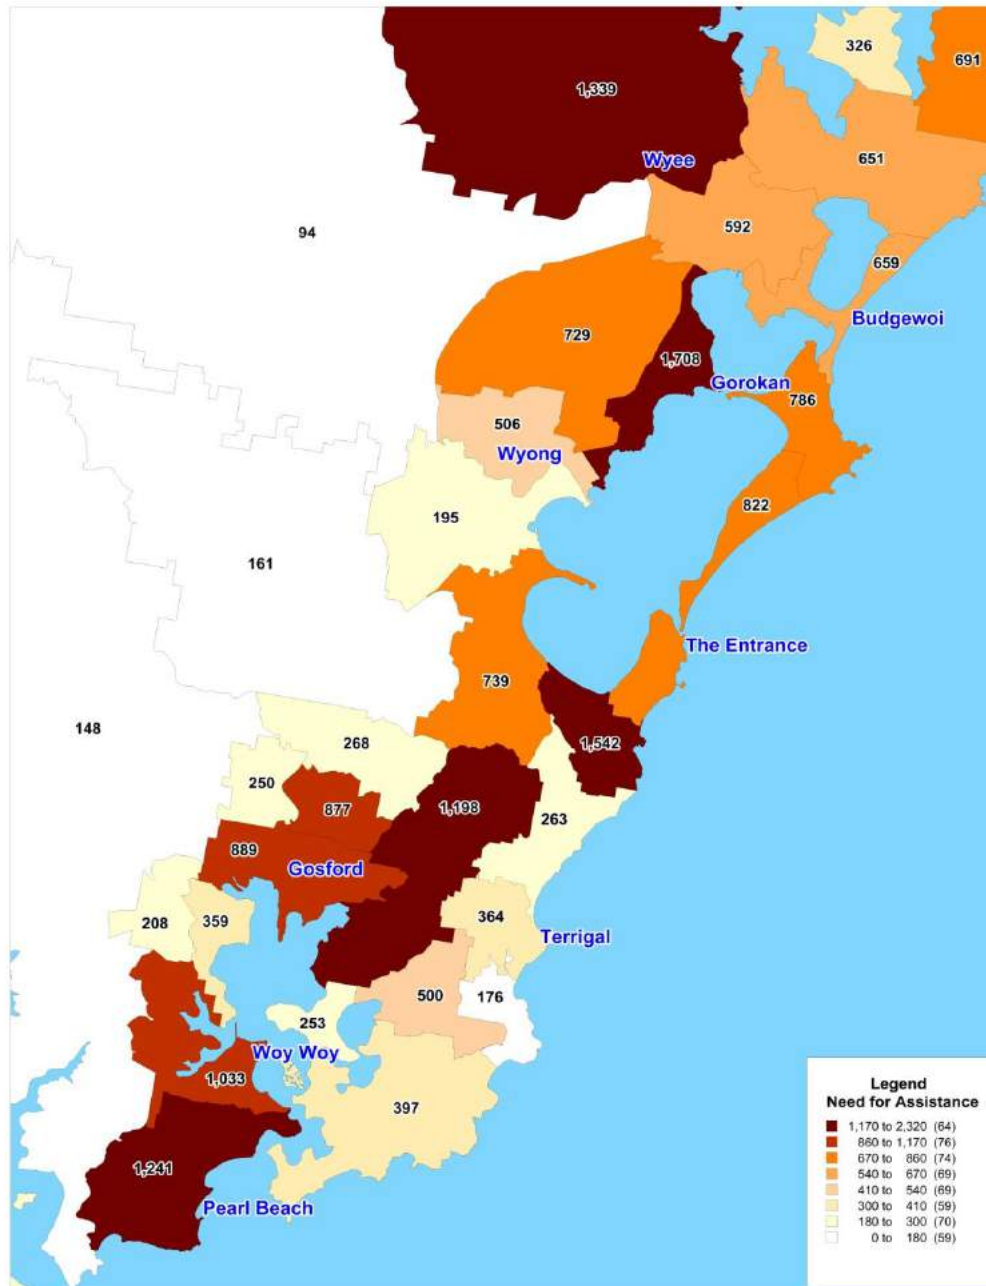 326
691
1,339
651
Wyee
592
94
659
Budgewoi
729
1,708
Gorokan
786
506
Wyong
822
195
161
The Entrance
739
148
268
1,542
250
877
1,198
263
889
Gosford
208
359
364
Terrigal
500
176
253
Woy Woy
1,033
397
1,241
Pearl Beach
Legend
Need for Assistance
1,170 to 2,320 (64)
860 to 1,170 (76)
670 to 860 (74)
540 to 670 (69)
410 to 540 (69)
300 to 410 (59)
180 to 300 (70)
0 to 180 (59)